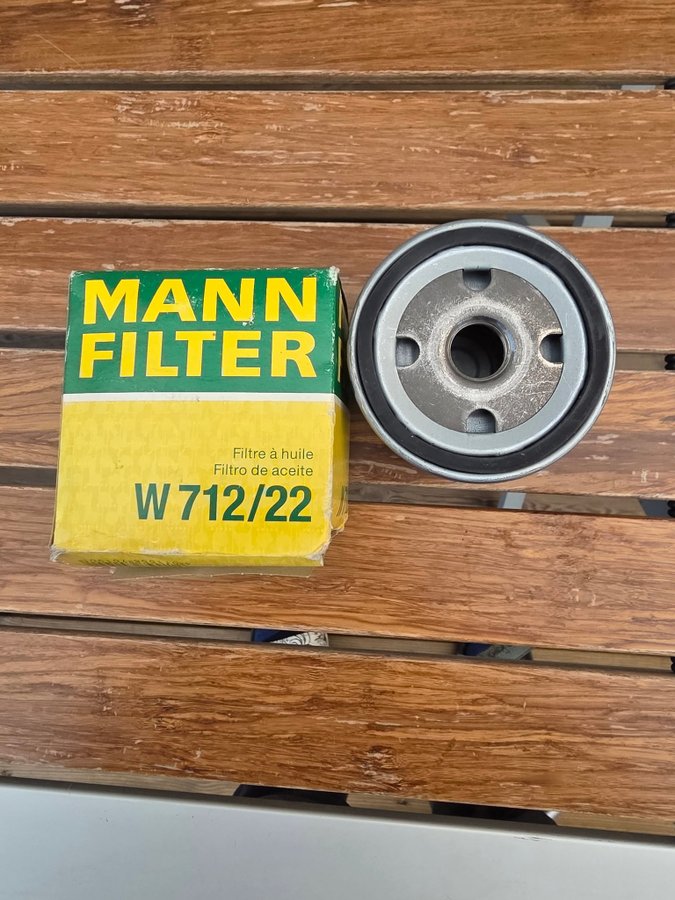 MANN
FILTER
Filtre à huile
Filtro de aceite
W 712/22